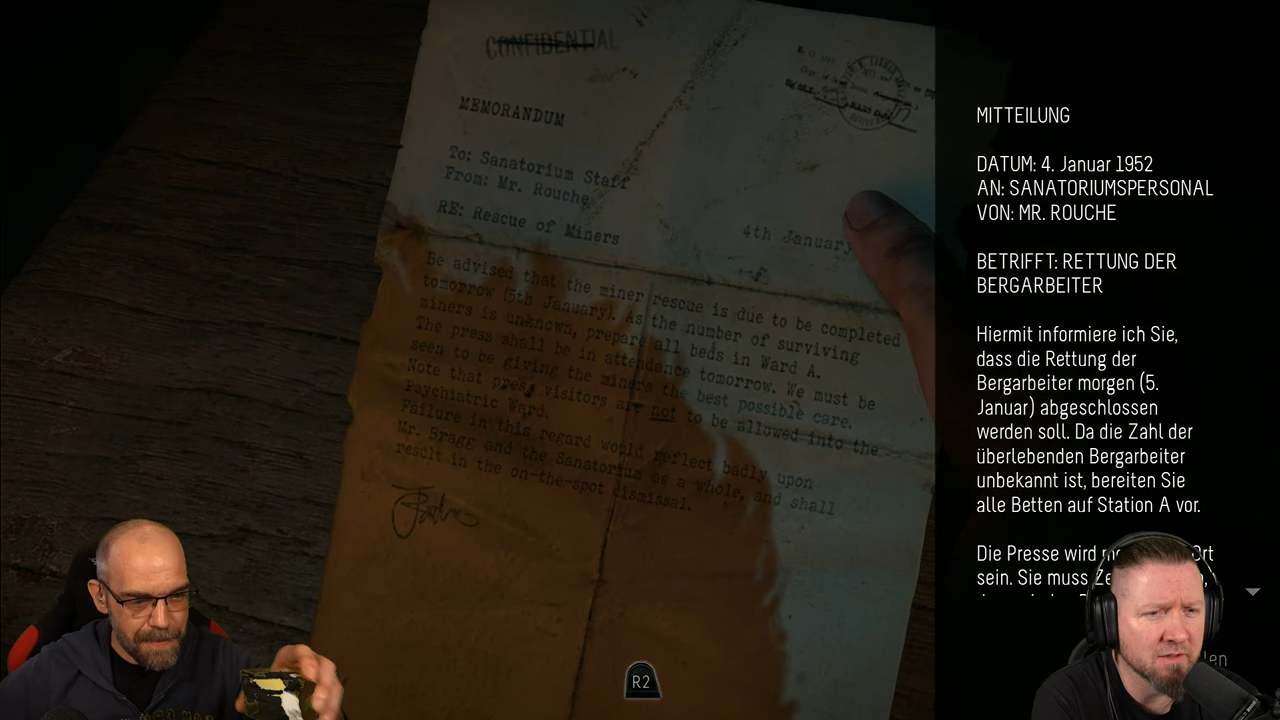 CONFIDENTIAL
MEMORANDUM
To: Sanatorium Staff
From: Mr. Rouche
RE: Rescue of Miners
4th January
Be advised that the miner rescue is due to be completed
tomorrow (5th January). As the number of surviving
miners is unknown, prepare all beds in Ward A.
The press shall be in attendance tomorrow. We must be
seen to be giving the miners the best possible care.
Note that press visitors are not to be allowed into the
Psychiatric Ward.
Failure in this regard would reflect badly upon
Mr. Bragg and the Sanatorium as a whole, and shall
result in the on-the-spot dismissal.
R2
MITTEILUNG
DATUM: 4. Januar 1952
AN: SANATORIUMSPERSONAL
VON: MR. ROUCHE
BETRIFFT: RETTUNG DER
BERGARBEITER
Hiermit informiere ich Sie,
dass die Rettung der
Bergarbeiter morgen (5.
Januar) abgeschlossen
werden soll. Da die Zahl der
überlebenden Bergarbeiter
unbekannt ist, bereiten Sie
alle Betten auf Station A vor.
Die Presse wird
sein. Sie muss